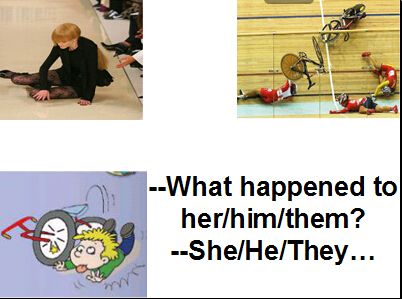 --What happened to
her/him/them?
--She/He/They…